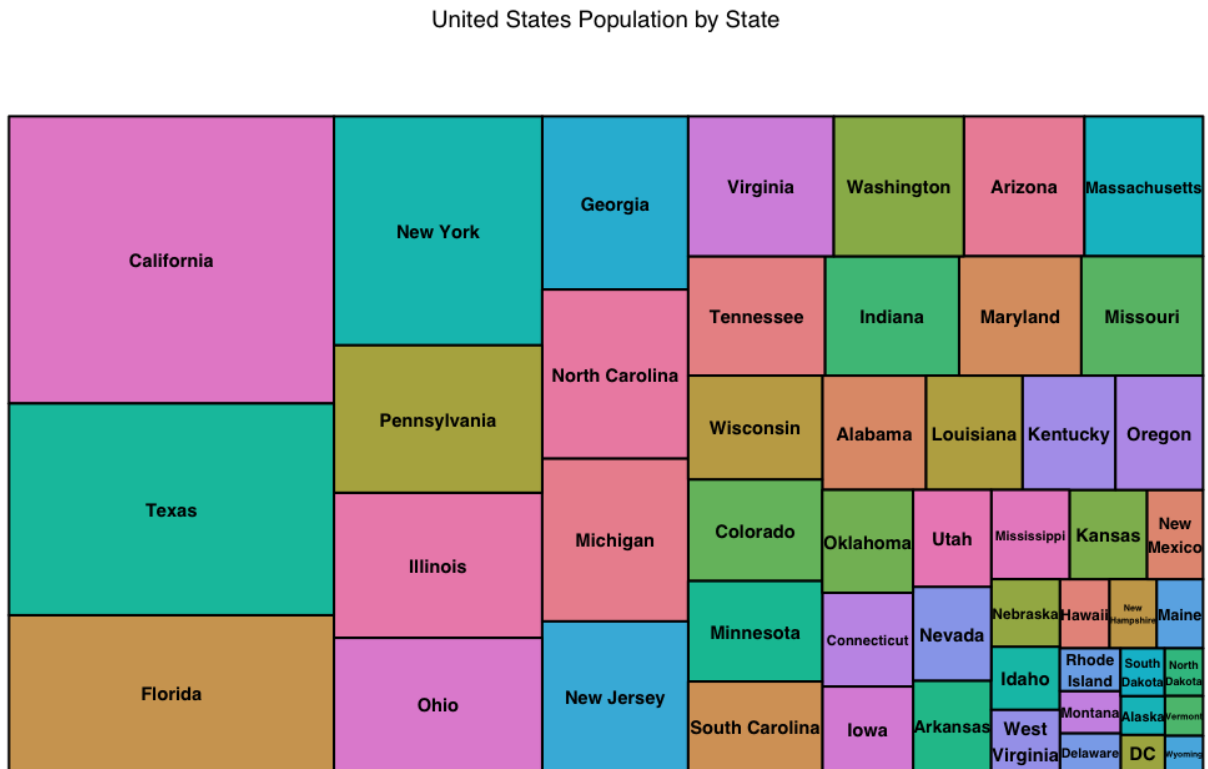 United States Population by State
California
Texas
Florida
New York
Pennsylvania
Illinois
Ohio
Georgia
North Carolina
Michigan
New Jersey
Virginia
Washington
Arizona
Massachusetts
Tennessee
Indiana
Maryland
Missouri
Wisconsin
Colorado
Minnesota
South Carolina
Alabama
Louisiana
Kentucky
Oregon
Oklahoma
Connecticut
Iowa
Utah
Nevada
Arkansas
Mississippi
Kansas
New
Mexico
Nebraska
Idaho
West
Virginia
Hawaii
New
Hampshire
Maine
Rhode
Island
Montana
Delaware
South
Dakota
Alaska
DC
North
Dakota
Vermont
Wyoming